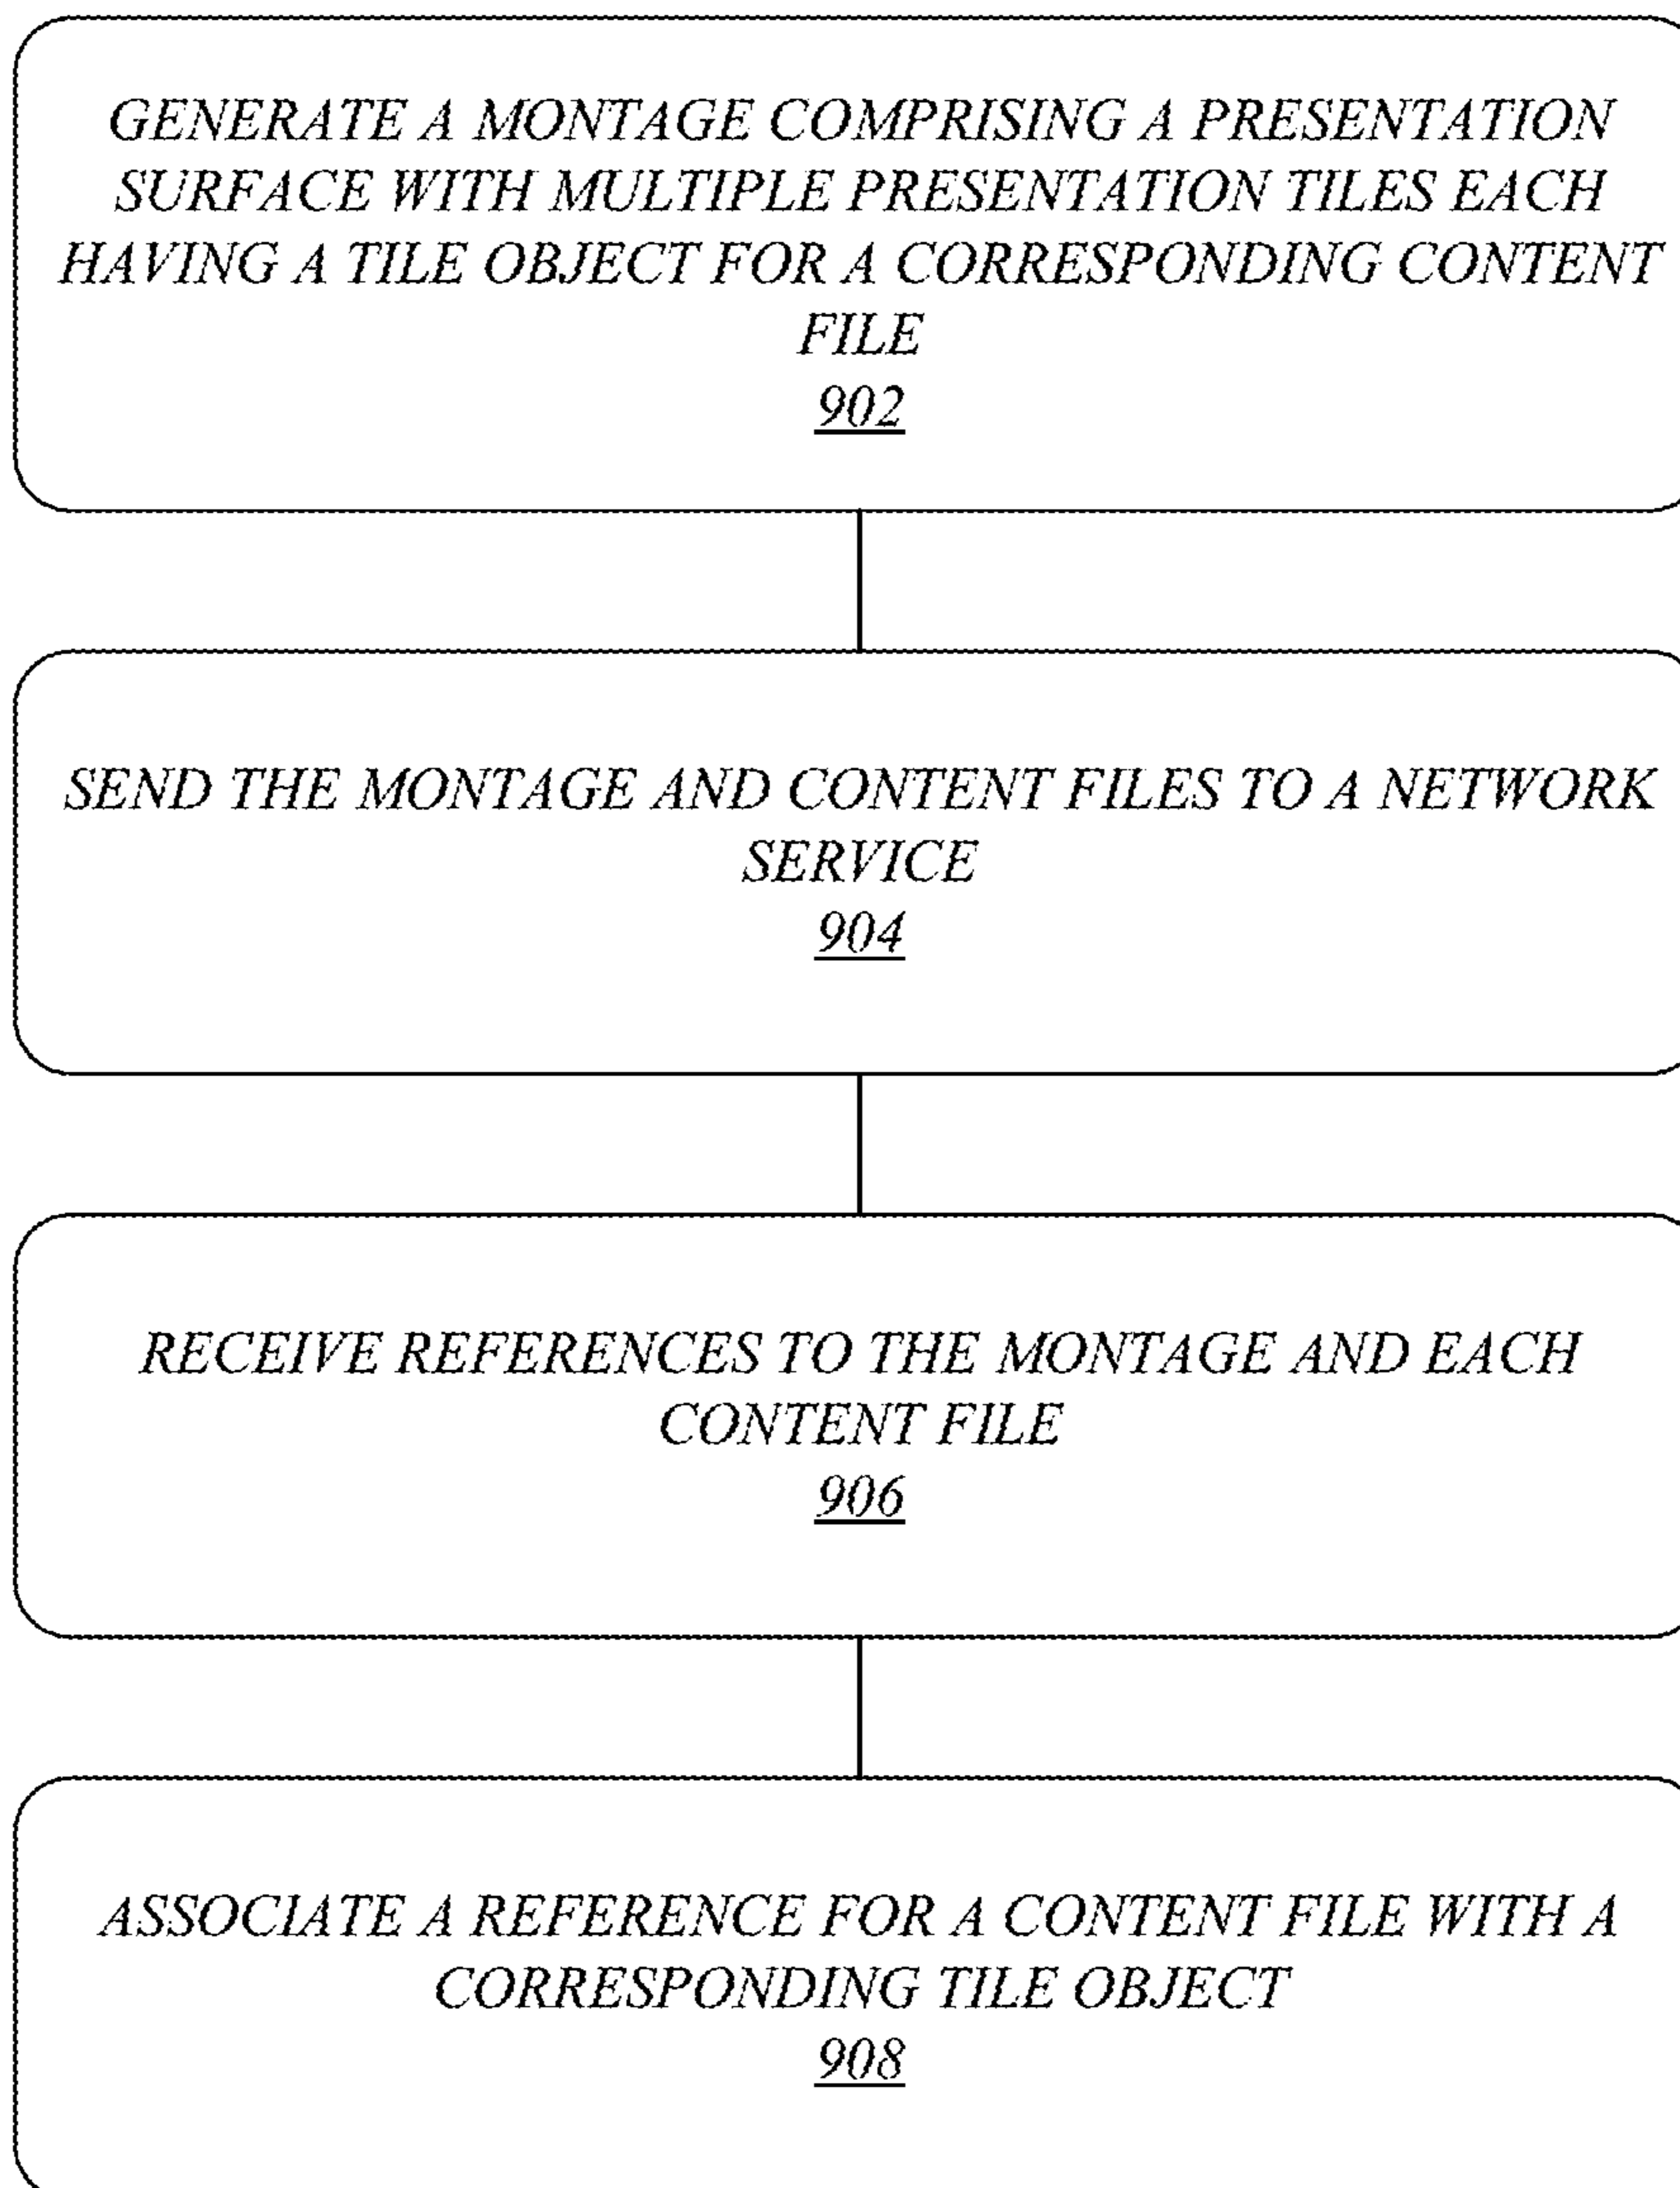 GENERATE A MONTAGE COMPRISING A PRESENTATION
SURFACE WITH MULTIPLE PRESENTATION TILES EACH
HAVING A TILE OBJECT FOR A CORRESPONDING CONTENT
FILE
902
SEND THE MONTAGE AND CONTENT FILES TO A NETWORK
SERVICE
904
RECEIVE REFERENCES TO THE MONTAGE AND EACH
CONTENT FILE
906
ASSOCIATE A REFERENCE FOR A CONTENT FILE WITH A
CORRESPONDING TILE OBJECT
908